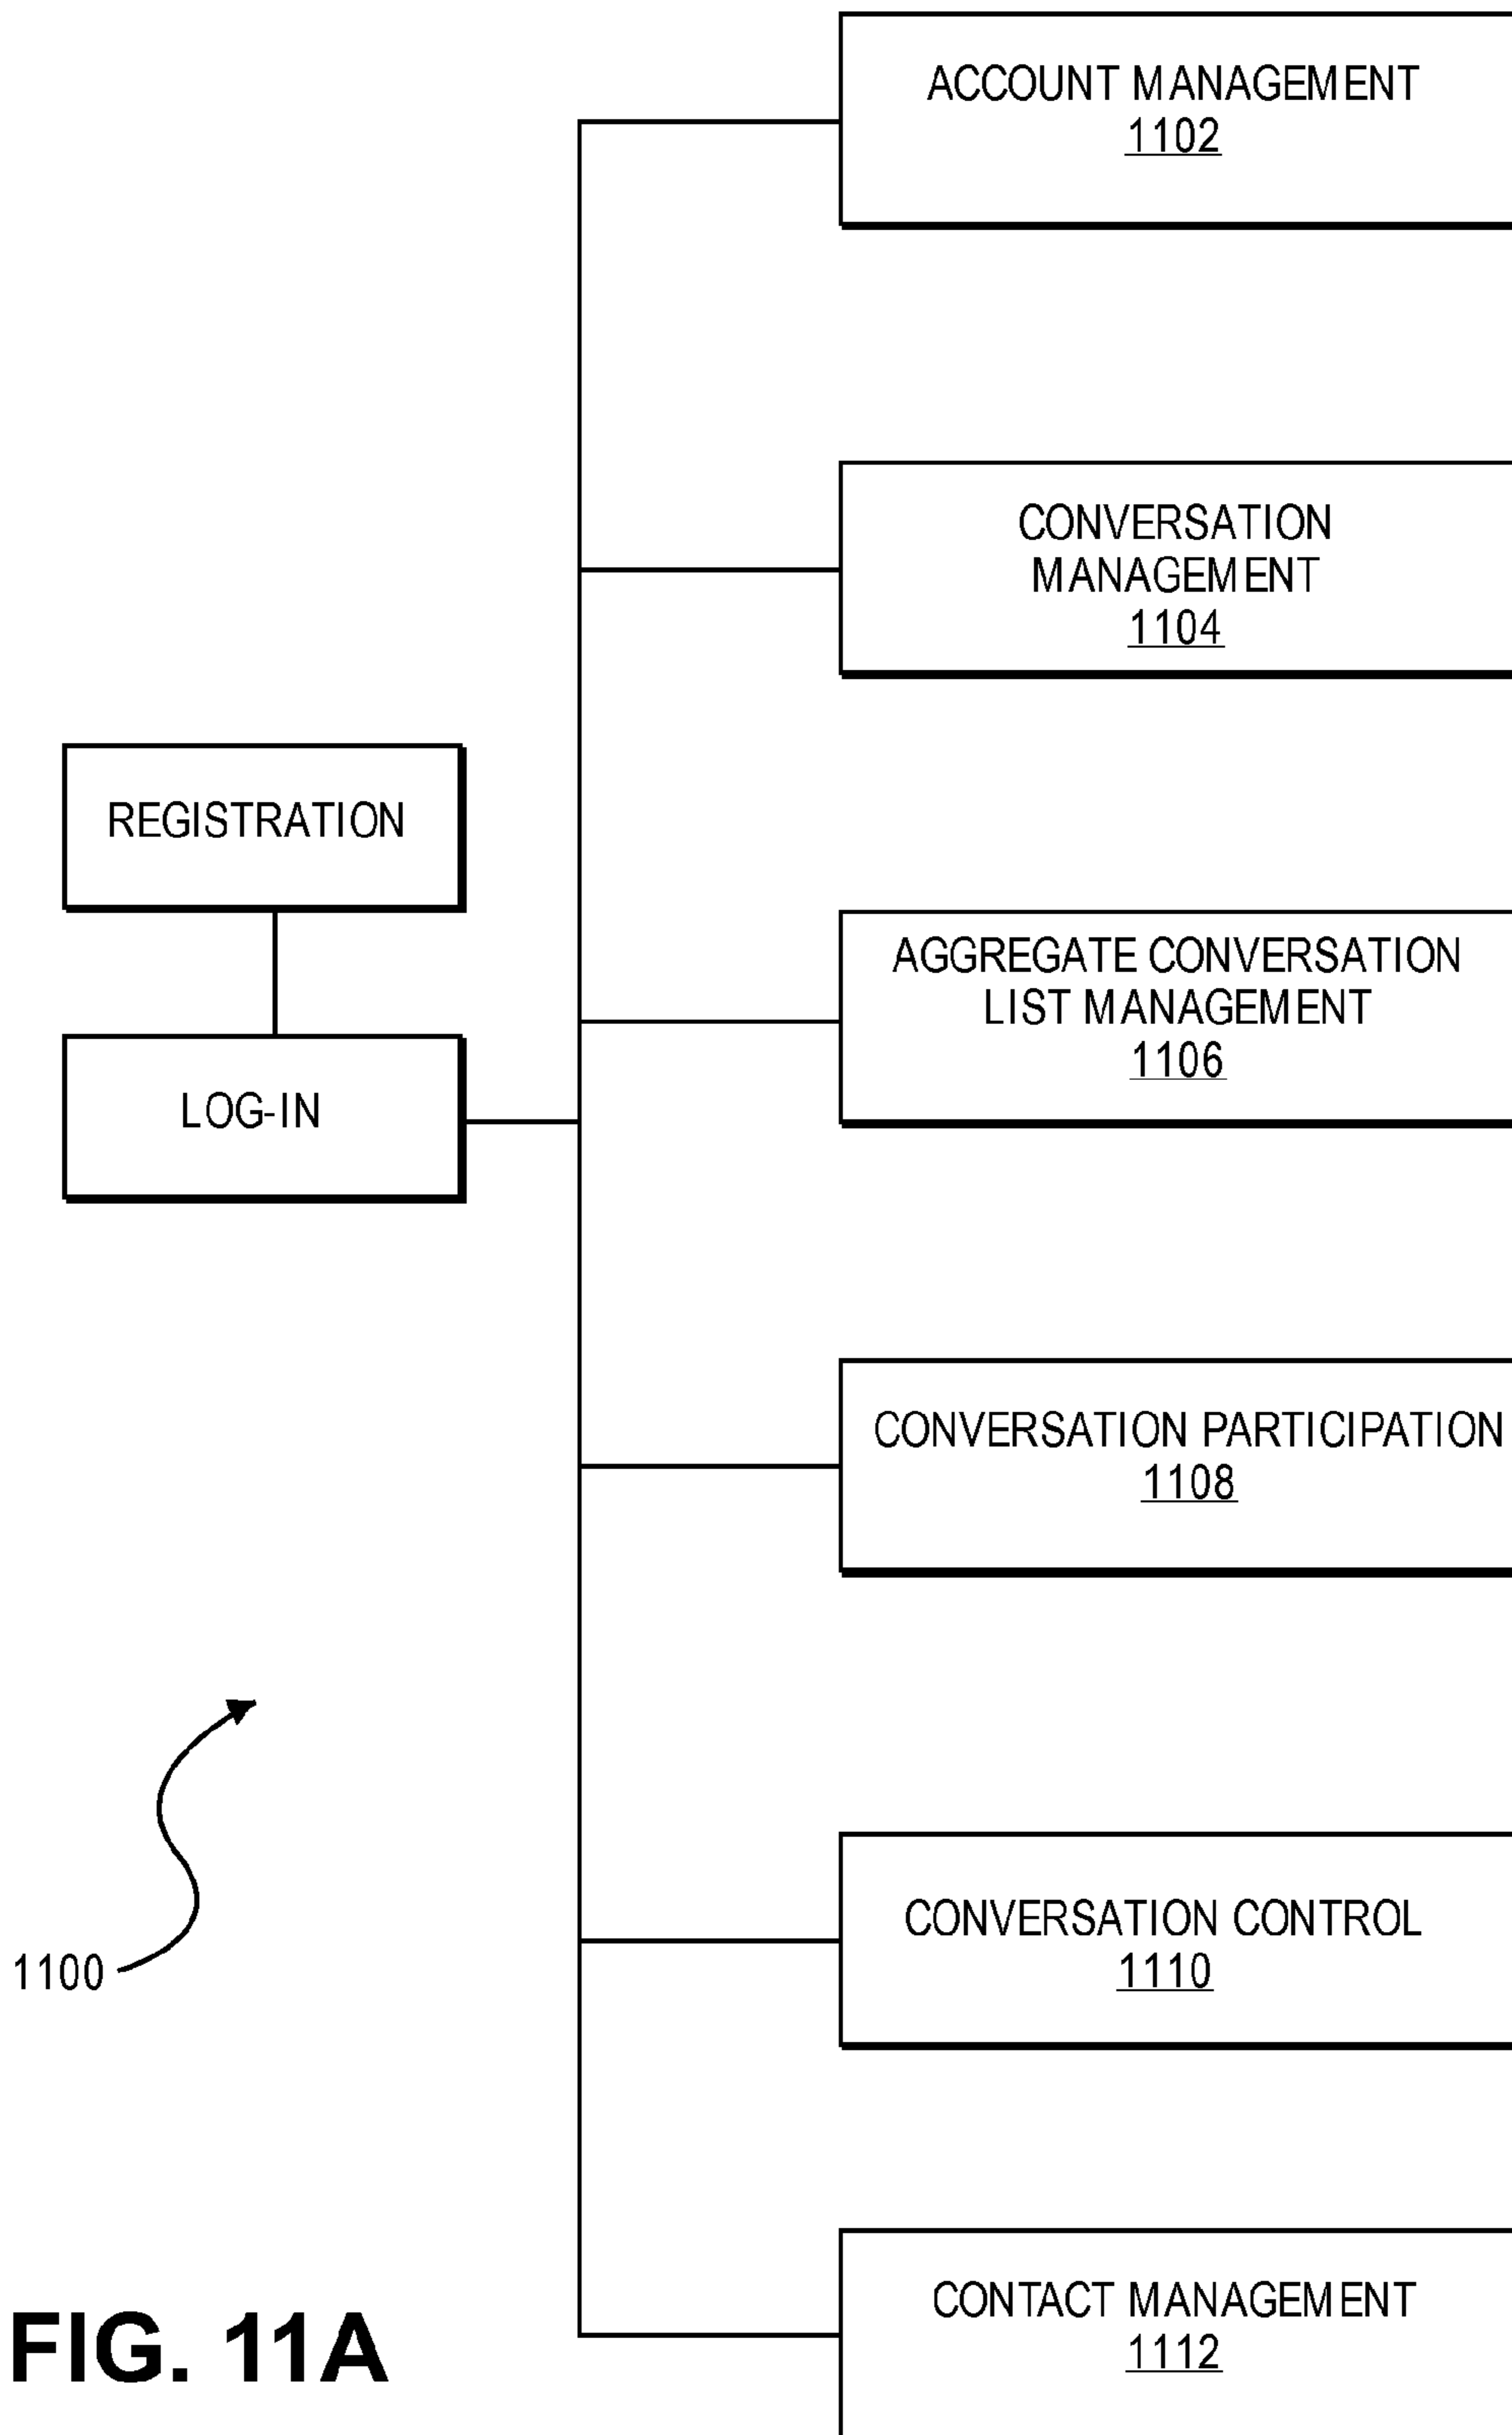 ACCOUNT MANAGEMENT
1102
CONVERSATION
MANAGEMENT
1104
REGISTRATION
AGGREGATE CONVERSATION
LIST MANAGEMENT
1106
LOG-IN
CONVERSATION PARTICIPATION
1108
CONVERSATION CONTROL
1110
1100
CONTACT MANAGEMENT
1112
FIG. 11A